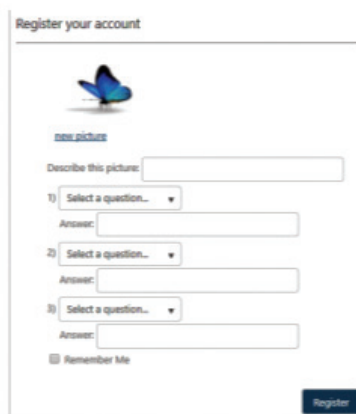 Register your account
new picture
Describe this picture:
1) Select a question...
Answer:
2) Select a question...
Answer:
3) Select a question...
Answer:
Remember Me
Register